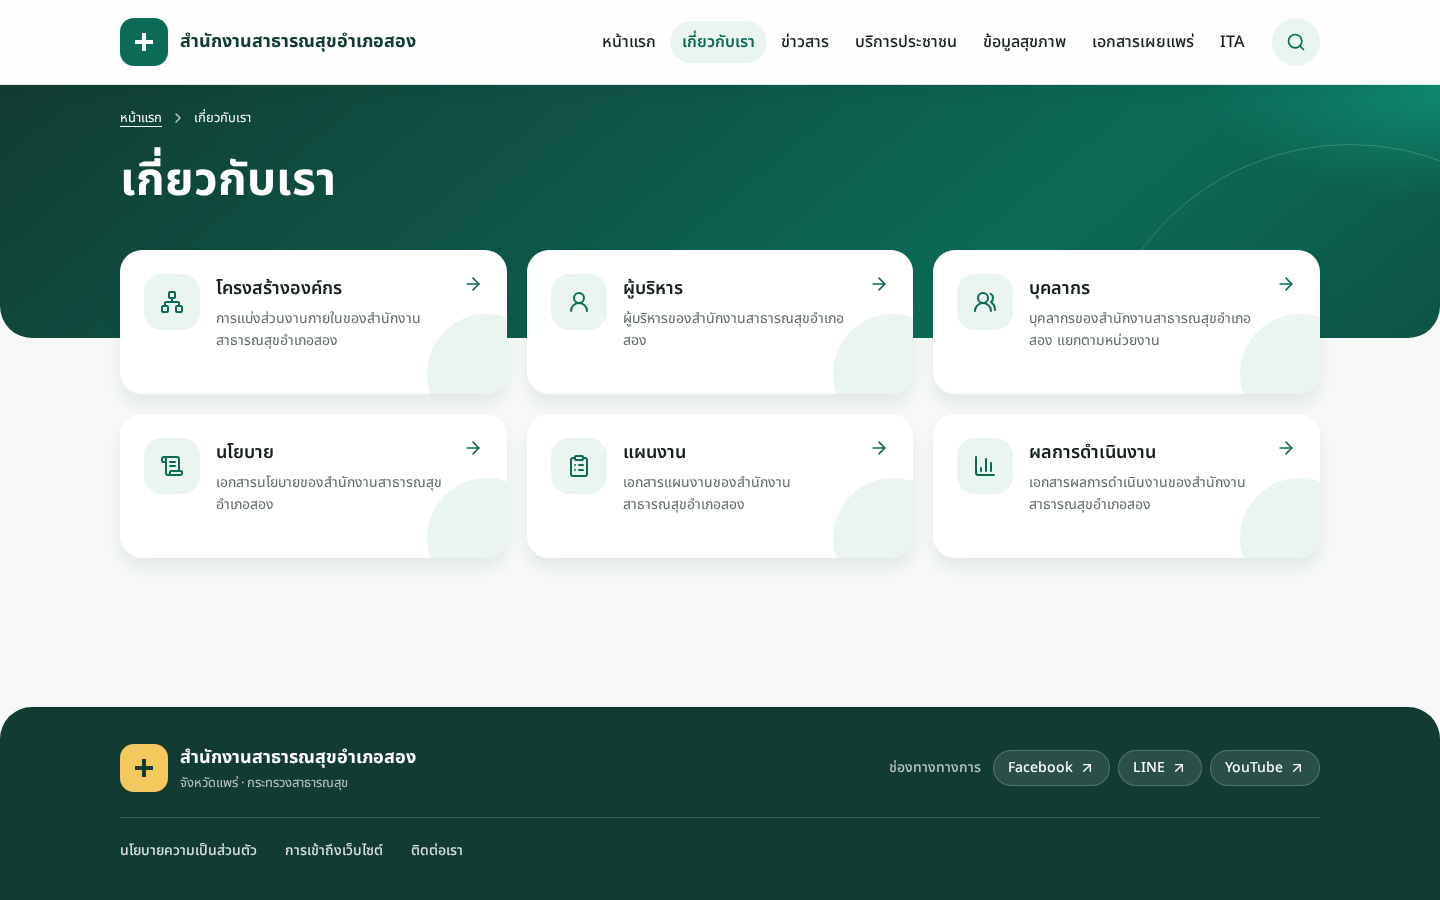 สำนักงานสาธารณสุขอำเภอสอง
หน้าแรก
เกี่ยวกับเรา
ข่าวสาร
บริการประชาชน
ข้อมูลสุขภาพ
เอกสารเผยแพร่
ITA
หน้าแรก
เกี่ยวกับเรา
เกี่ยวกับเรา
โครงสร้างองค์กร
การแบ่งส่วนงานภายในของสำนักงาน
สาธารณสุขอำเภอสอง
ผู้บริหาร
ผู้บริหารของสำนักงานสาธารณสุขอำเภอ
สอง
บุคลากร
บุคลากรของสำนักงานสาธารณสุขอำเภอ
สอง แยกตามหน่วยงาน
นโยบาย
เอกสารนโยบายของสำนักงานสาธารณสุข
อำเภอสอง
แผนงาน
เอกสารแผนงานของสำนักงาน
สาธารณสุขอำเภอสอง
ผลการดำเนินงาน
เอกสารผลการดำเนินงานของสำนักงาน
สาธารณสุขอำเภอสอง
สำนักงานสาธารณสุขอำเภอสอง
จังหวัดแพร่ · กระทรวงสาธารณสุข
ช่องทางทางการ
Facebook
LINE
YouTube
นโยบายความเป็นส่วนตัว
การเข้าถึงเว็บไซต์
ติดต่อเรา